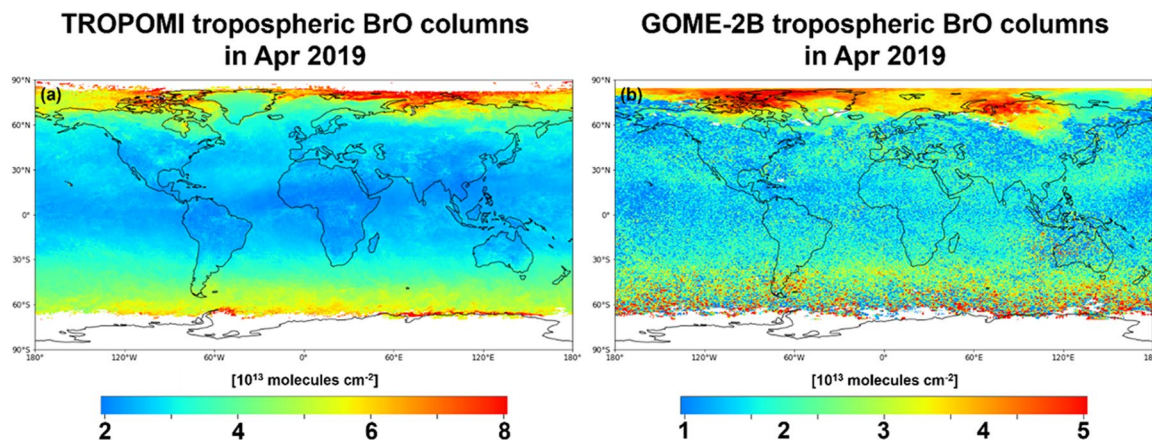 TROPOMI tropospheric BrO columns
in Apr 2019
GOME-2B tropospheric BrO columns
in Apr 2019
90°N
60°N
30°N
0°
30°S
60°S
90°S
(a)
180°
120°W
60°W
0°
60°E
120°E
180°
[10¹³ molecules cm⁻²]
2 4 6 8
90°N
60°N
30°N
0°
30°S
60°S
90°S
(b)
180°
120°W
60°W
0°
60°E
120°E
180°
[10¹³ molecules cm⁻²]
1 2 3 4 5